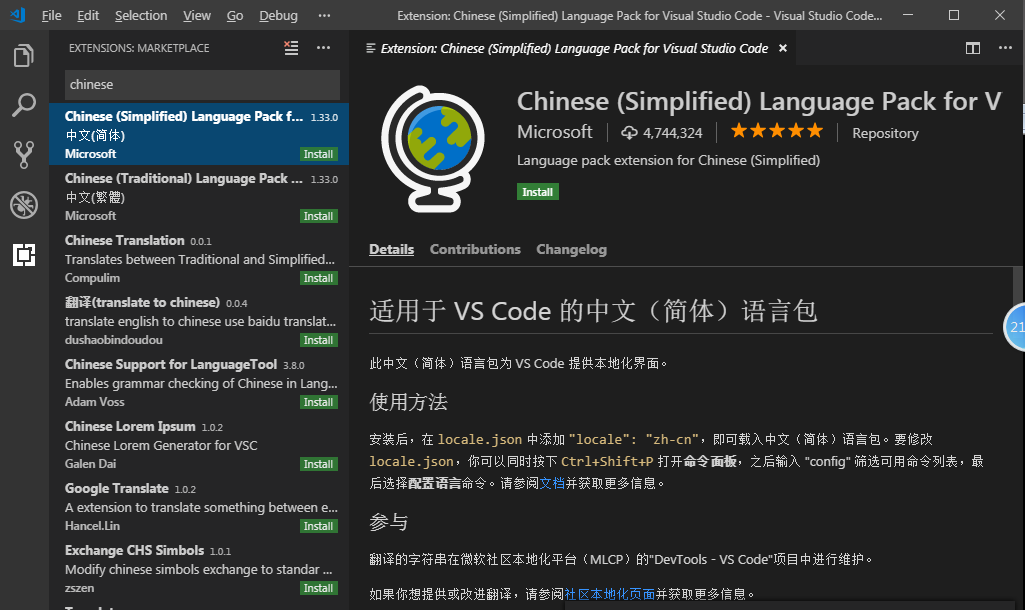 File Edit Selection View Go Debug ··· Extension: Chinese (Simplified) Language Pack for Visual Studio Code - Visual Studio Code...
EXTENSIONS: MARKETPLACE
chinese
Chinese (Simplified) Language Pack f... 1.33.0
中文(简体)
Microsoft Install
Chinese (Traditional) Language Pack ... 1.33.0
中文(繁體)
Microsoft Install
Chinese Translation 0.0.1
Translates between Traditional and Simplified...
Compulim Install
翻译(translate to chinese) 0.0.4
translate english to chinese use baidu translat...
dushaobindoudou Install
Chinese Support for LanguageTool 3.8.0
Enables grammar checking of Chinese in Lang...
Adam Voss Install
Chinese Lorem Ipsum 1.0.2
Chinese Lorem Generator for VSC
Galen Dai Install
Google Translate 1.0.2
A extension to translate something between e...
Hancel.Lin Install
Exchange CHS Simbols 1.0.1
Modify chinese simbols exchange to standar ...
zszen Install
Extension: Chinese (Simplified) Language Pack for Visual Studio Code
Chinese (Simplified) Language Pack for V
Microsoft 4,744,324 Repository
Language pack extension for Chinese (Simplified)
Install
Details Contributions Changelog
适用于 VS Code 的中文（简体）语言包
此中文（简体）语言包为 VS Code 提供本地化界面。
使用方法
安装后，在 locale.json 中添加 "locale": "zh-cn"，即可载入中文（简体）语言包。要修改
locale.json，你可以同时按下 Ctrl+Shift+P 打开命令面板，之后输入 "config" 筛选可用命令列表，最
后选择配置语言命令。请参阅文档并获取更多信息。
参与
翻译的字符串在微软社区本地化平台（MLCP）的"DevTools - VS Code"项目中进行维护。
如果你想提供或改进翻译，请参阅社区本地化页面并获取更多信息。
21